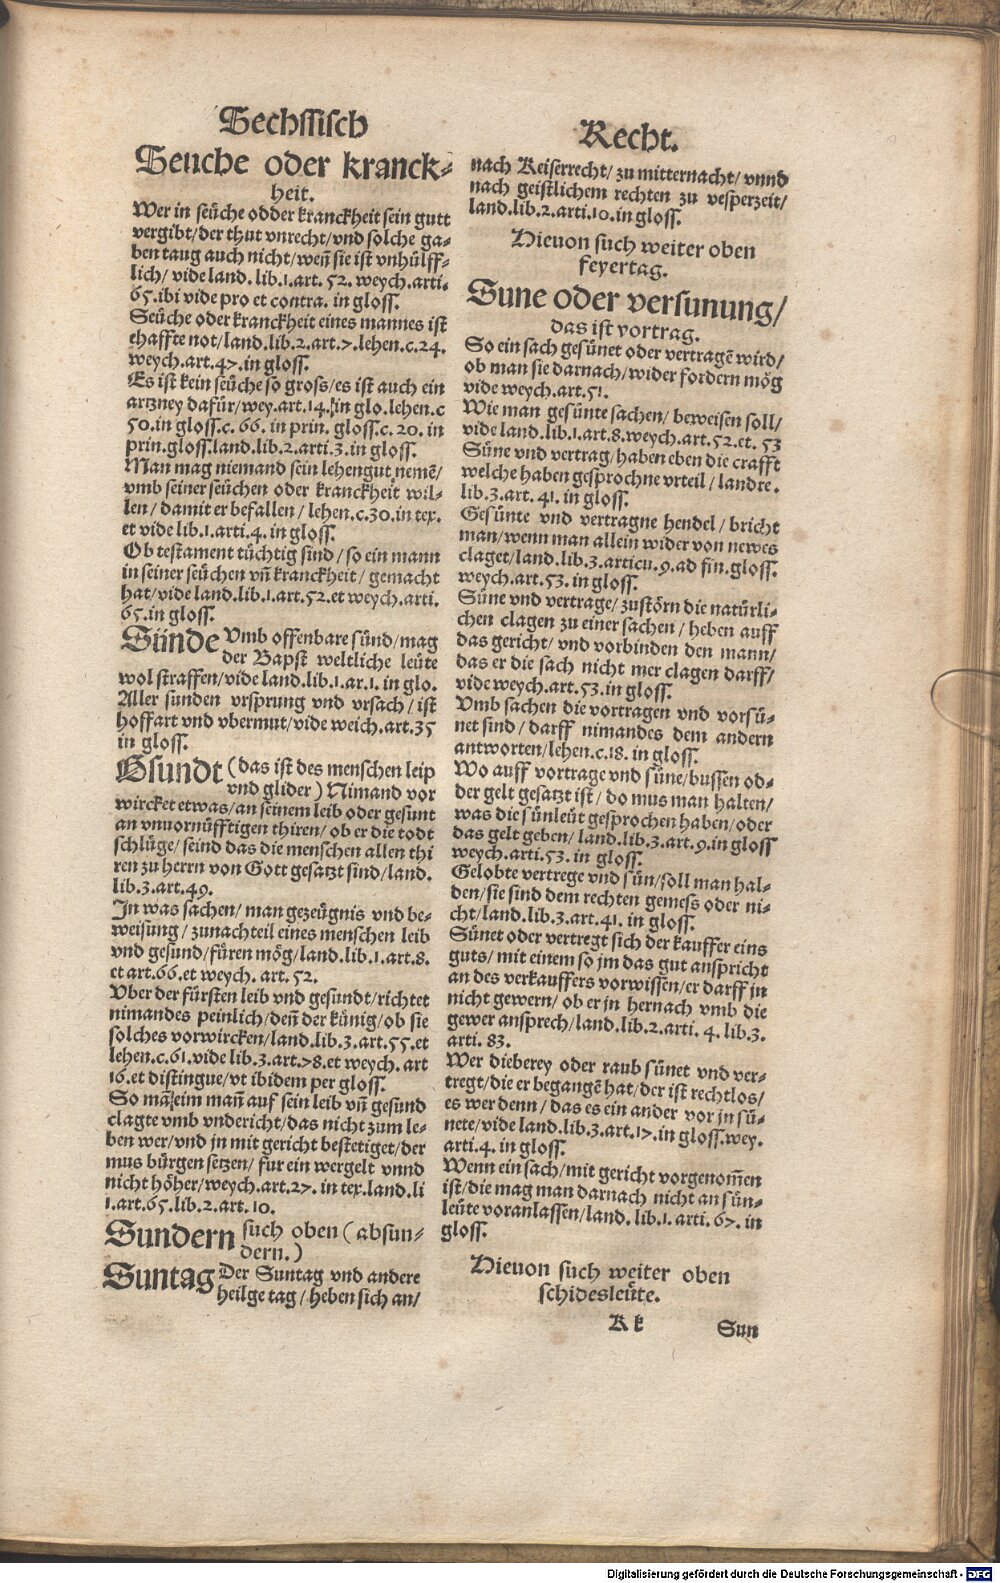 Sechssisch
Seuche oder kranck-
heit.
Wer in seüche odder kranckheit sein gutt
vergibt/der thut vnrecht/vnd solche ga-
ben taug auch nicht/weñ sie ist vnhülff-
lich/ vide land. lib.1.art. 52. weych.arti.
65.ibi vide pro et contra. in gloss.
Seüche oder kranckheit eines mannes ist
ehaffte not/land.lib.2.art.7.lehen.c.24.
weych.art.47.in gloss.
Es ist kein seüche so gross/es ist auch ein
artzney dafür/wey.art.14.in glo.lehen.c
50.in gloss.c. 66. in prin. gloss.c. 20. in
prin.gloss.land.lib.2.arti.3.in gloss.
Man mag niemand sein lehengut nemẽ/
vmb seiner seüchen oder kranckheit wil-
len/damit er befallen/ lehen.c.30.in tex.
et vide lib.1.arti.4. in gloss.
Ob testament tüchtig sind/so ein mann
in seiner seüchen vñ kranckheit/ gemacht
hat/vide land.lib.1.art.52.et weych.arti.
65.in gloss.
Sünde Vmb offenbare sünd/mag
der Bapst weltliche leüte
wol straffen/vide land.lib.1.ar.1. in glo.
Aller sunden vrsprung vnd vrsach/ ist
hoffart vnd vbermut/vide weich.art.35
in gloss.
Gsundt (das ist des menschen leip
vnd glider) Nimand vor
wircket etwas/an seinem leib oder gesunt
an vnuornüfftigen thiren/ ob er die todt
schlüge/ seind das die menschen allen thi
ren zu herrn von Gott gesatzt sind/land.
lib.3.art.49.
In was sachen/ man gezeügnis vnd be-
weisung/zunachteil eines menschen leib
vnd gesund/füren mög/land.lib.1.art.8.
et art.66.et weych. art. 52.
Vber der fürsten leib vnd gesundt/richtet
nimandes peinlich/deñ der künig/ob sie
solches vorwircken/land.lib.3.art.55.et
lehen.c.61.vide lib.3.art.78.et weych. art
16.et distingue/vt ibidem per gloss.
So mã eim mañ auf sein leib vñ gesund
clagte vmb vndericht/das nicht zum le-
ben wer/vnd jn mit gericht bestetiget/der
mus bürgen setzen/ fur ein wergelt vnnd
nicht höher/weych.art.27. in tex.land.li
1.art.65.lib.2.art.10.
Sundern such oben (absun-
dern.)
Suntag Der Suntag vnd andere
heilge tag/heben sich an/
Recht.
nach Keiserrecht/zu mitternacht/vnnd
nach geistlichem rechten zu vesperzeit/
land.lib.2.arti.10.in gloss.
Hieuon such weiter oben
feyertag.
Sune oder versunung/
das ist vortrag.
So ein sach gesünet oder vertragẽ wird/
ob man sie darnach/wider fordern mög
vide weych.art.51.
Wie man gesünte sachen/ beweisen soll/
vide land.lib.1.art.8.weych.art.52.et. 53
Süne vnd vertrag/haben eben die crafft
welche haben gesprochne vrteil/landre.
lib.3.art. 41. in gloss.
Gesünte vnd vertragne hendel/ bricht
man/wenn man allein wider von newes
claget/land.lib.3.articu.9.ad fin.gloss.
weych.art.53. in gloss.
Süne vnd vertrage/zustörn die natürli-
chen clagen zu einer sachen/heben auff
das gericht/ vnd vorbinden den mann/
das er die sach nicht mer clagen darff/
vide weych.art.53.in gloss.
Vmb sachen die vortragen vnd vorsü-
net sind/darff nimandes dem andern
antworten/lehen.c.18. in gloss.
Wo auff vortrage vnd süne/bussen od-
der gelt gesatzt ist/ do mus man halten/
was die sünleüt gesprochen haben/oder
das gelt geben/ land.lib.3.art.9.in gloss
weych.arti.53. in gloss.
Gelobte vertrege vnd sün/soll man hal-
den/sie sind dem rechten gemess oder ni-
cht/land.lib.3.art.41. in gloss.
Sünet oder vertregt sich der kauffer eins
guts/ mit einem so jm das gut anspricht
an des verkauffers vorwissen/er darff jn
nicht gewern/ ob er jn hernach vmb die
gewer ansprech/land.lib.2.arti. 4. lib.3.
arti. 83.
Wer dieberey oder raub sünet vnd ver-
tregt/die er begangẽ hat/der ist rechtlos/
es wer denn/ das es ein ander vor jn sü-
nete/vide land.lib.3.art.17.in gloss.wey.
arti.4. in gloss.
Wenn ein sach/mit gericht vorgenom̃en
ist/die mag man darnach nicht an sün-
leüte voranlassen/land. lib.1.arti.67. in
gloss.
Hieuon such weiter oben
schidesleüte.
K k Sun
Digitalisierung gefördert durch die Deutsche Forschungsgemeinschaft - DFG